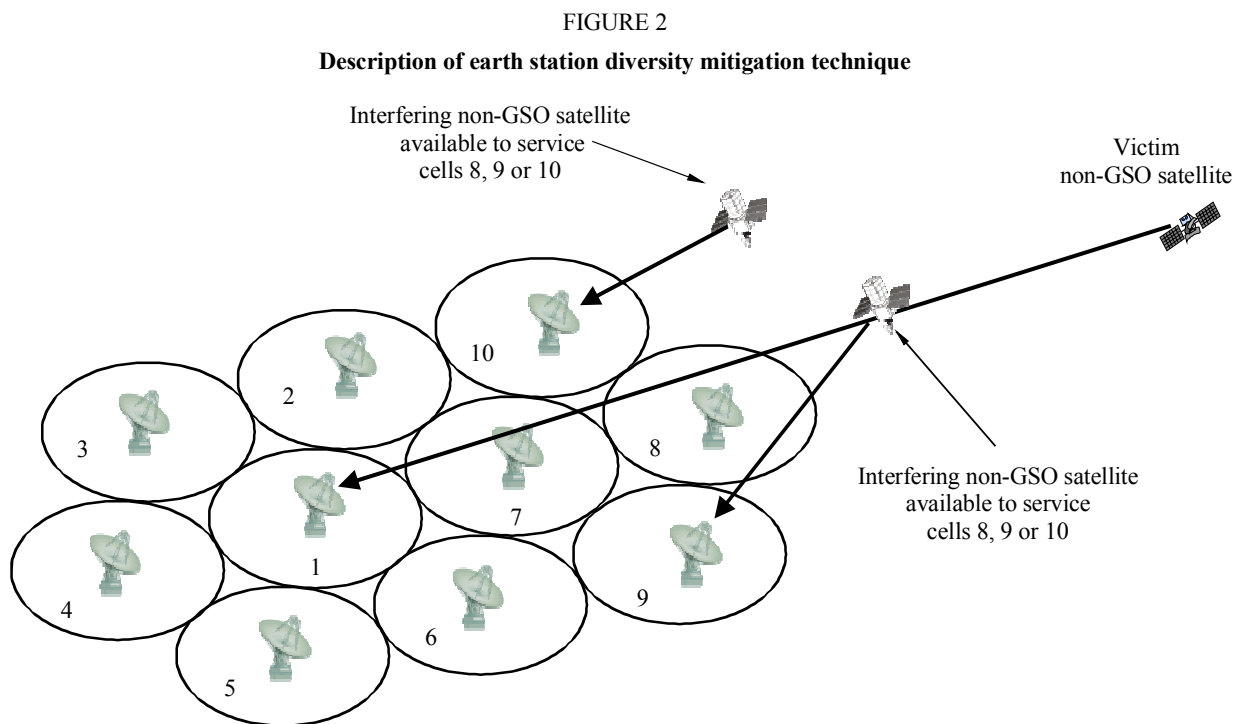 FIGURE 2
Description of earth station diversity mitigation technique
Interfering non-GSO satellite
available to service
cells 8, 9 or 10
Victim
non-GSO satellite
10
2
3
8
7
1
4
9
6
5
Interfering non-GSO satellite
available to service
cells 8, 9 or 10